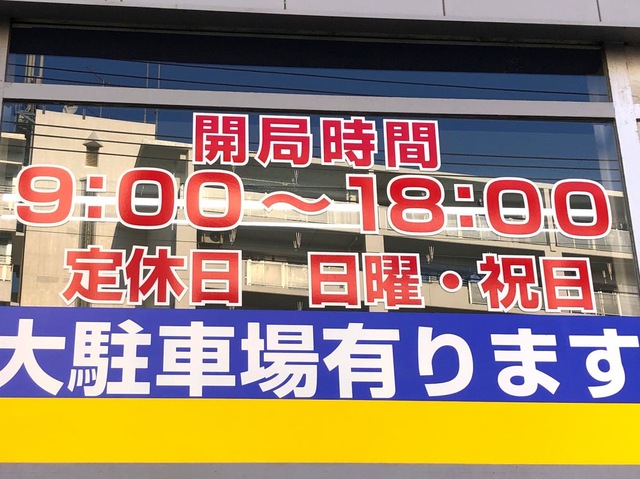 開局時間
9:00～18:00
定休日　日曜・祝日
大駐車場有ります